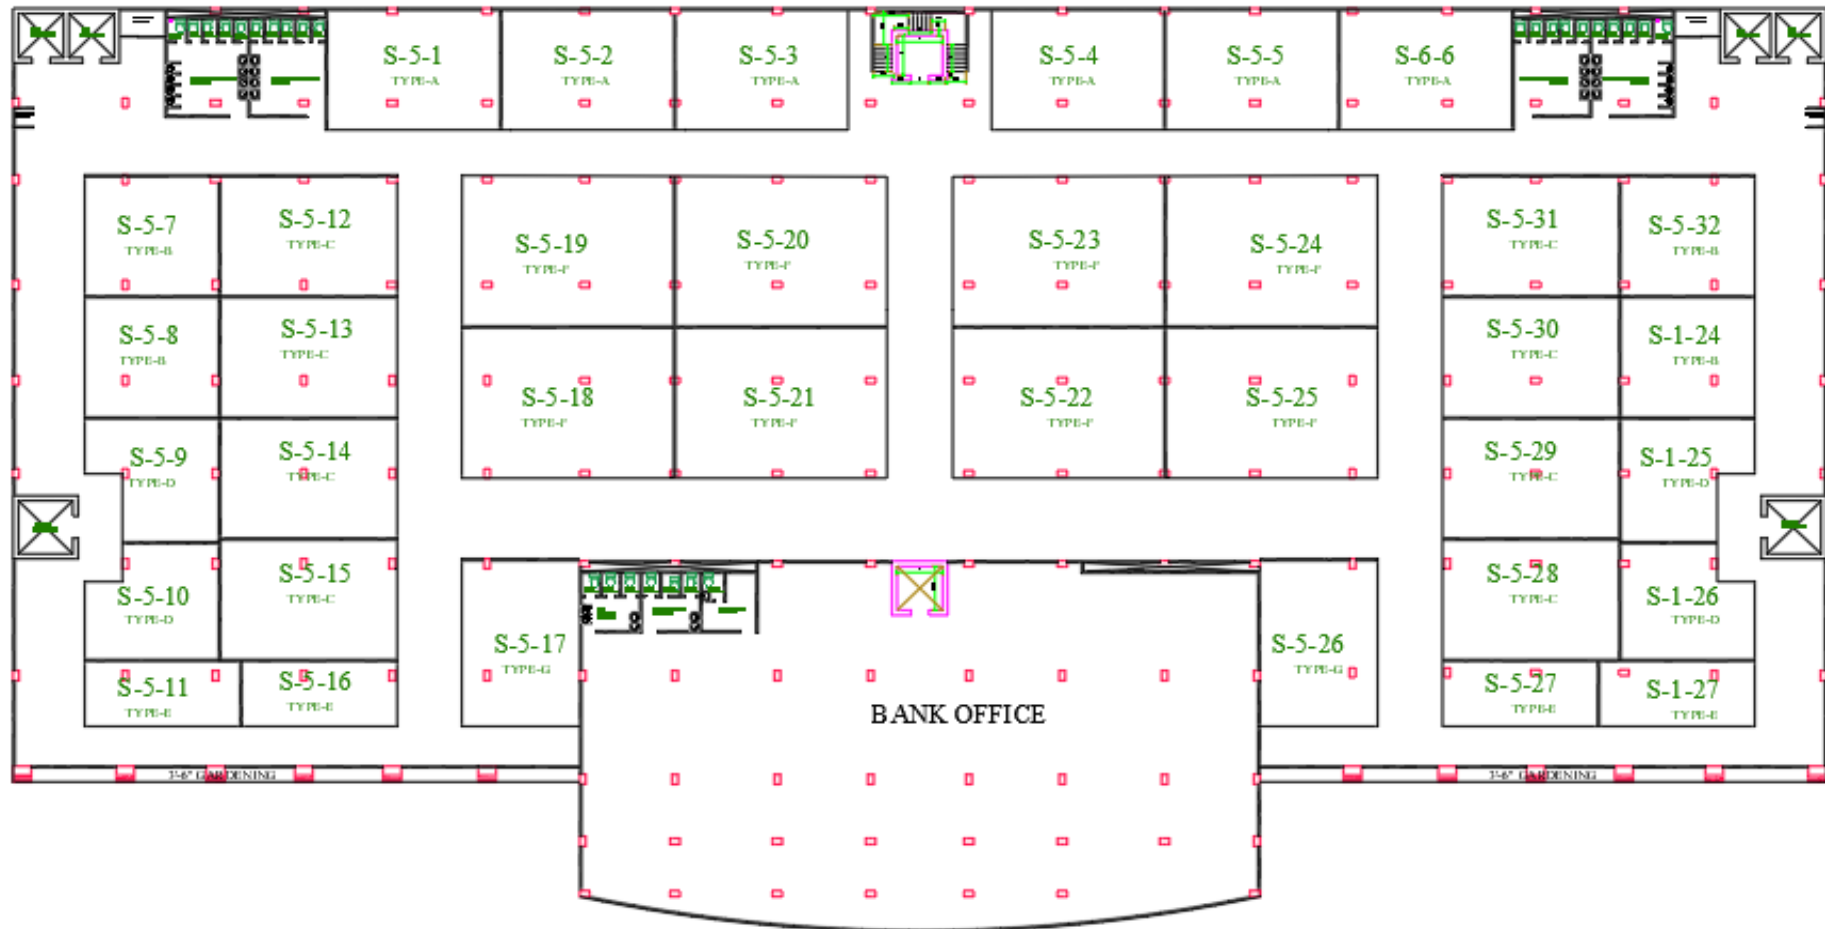 S-5-1
TYPE-A
S-5-2
TYPE-A
S-5-3
TYPE-A
S-5-4
TYPE-A
S-5-5
TYPE-A
S-6-6
TYPE-A
S-5-7
TYPE-B
S-5-12
TYPE-C
S-5-19
TYPE-F
S-5-20
TYPE-F
S-5-23
TYPE-F
S-5-24
TYPE-F
S-5-31
TYPE-C
S-5-32
TYPE-B
S-5-8
TYPE-B
S-5-13
TYPE-C
S-5-30
TYPE-C
S-1-24
TYPE-B
S-5-18
TYPE-F
S-5-21
TYPE-F
S-5-22
TYPE-F
S-5-25
TYPE-F
S-5-9
TYPE-D
S-5-14
TYPE-C
S-5-29
TYPE-C
S-1-25
TYPE-D
S-5-10
TYPE-D
S-5-15
TYPE-C
S-5-28
TYPE-C
S-1-26
TYPE-D
S-5-17
TYPE-G
S-5-26
TYPE-G
S-5-11
TYPE-E
S-5-16
TYPE-E
S-5-27
TYPE-E
S-1-27
TYPE-E
BANK OFFICE
3'-6" GARDENING
3'-6" GARDENING